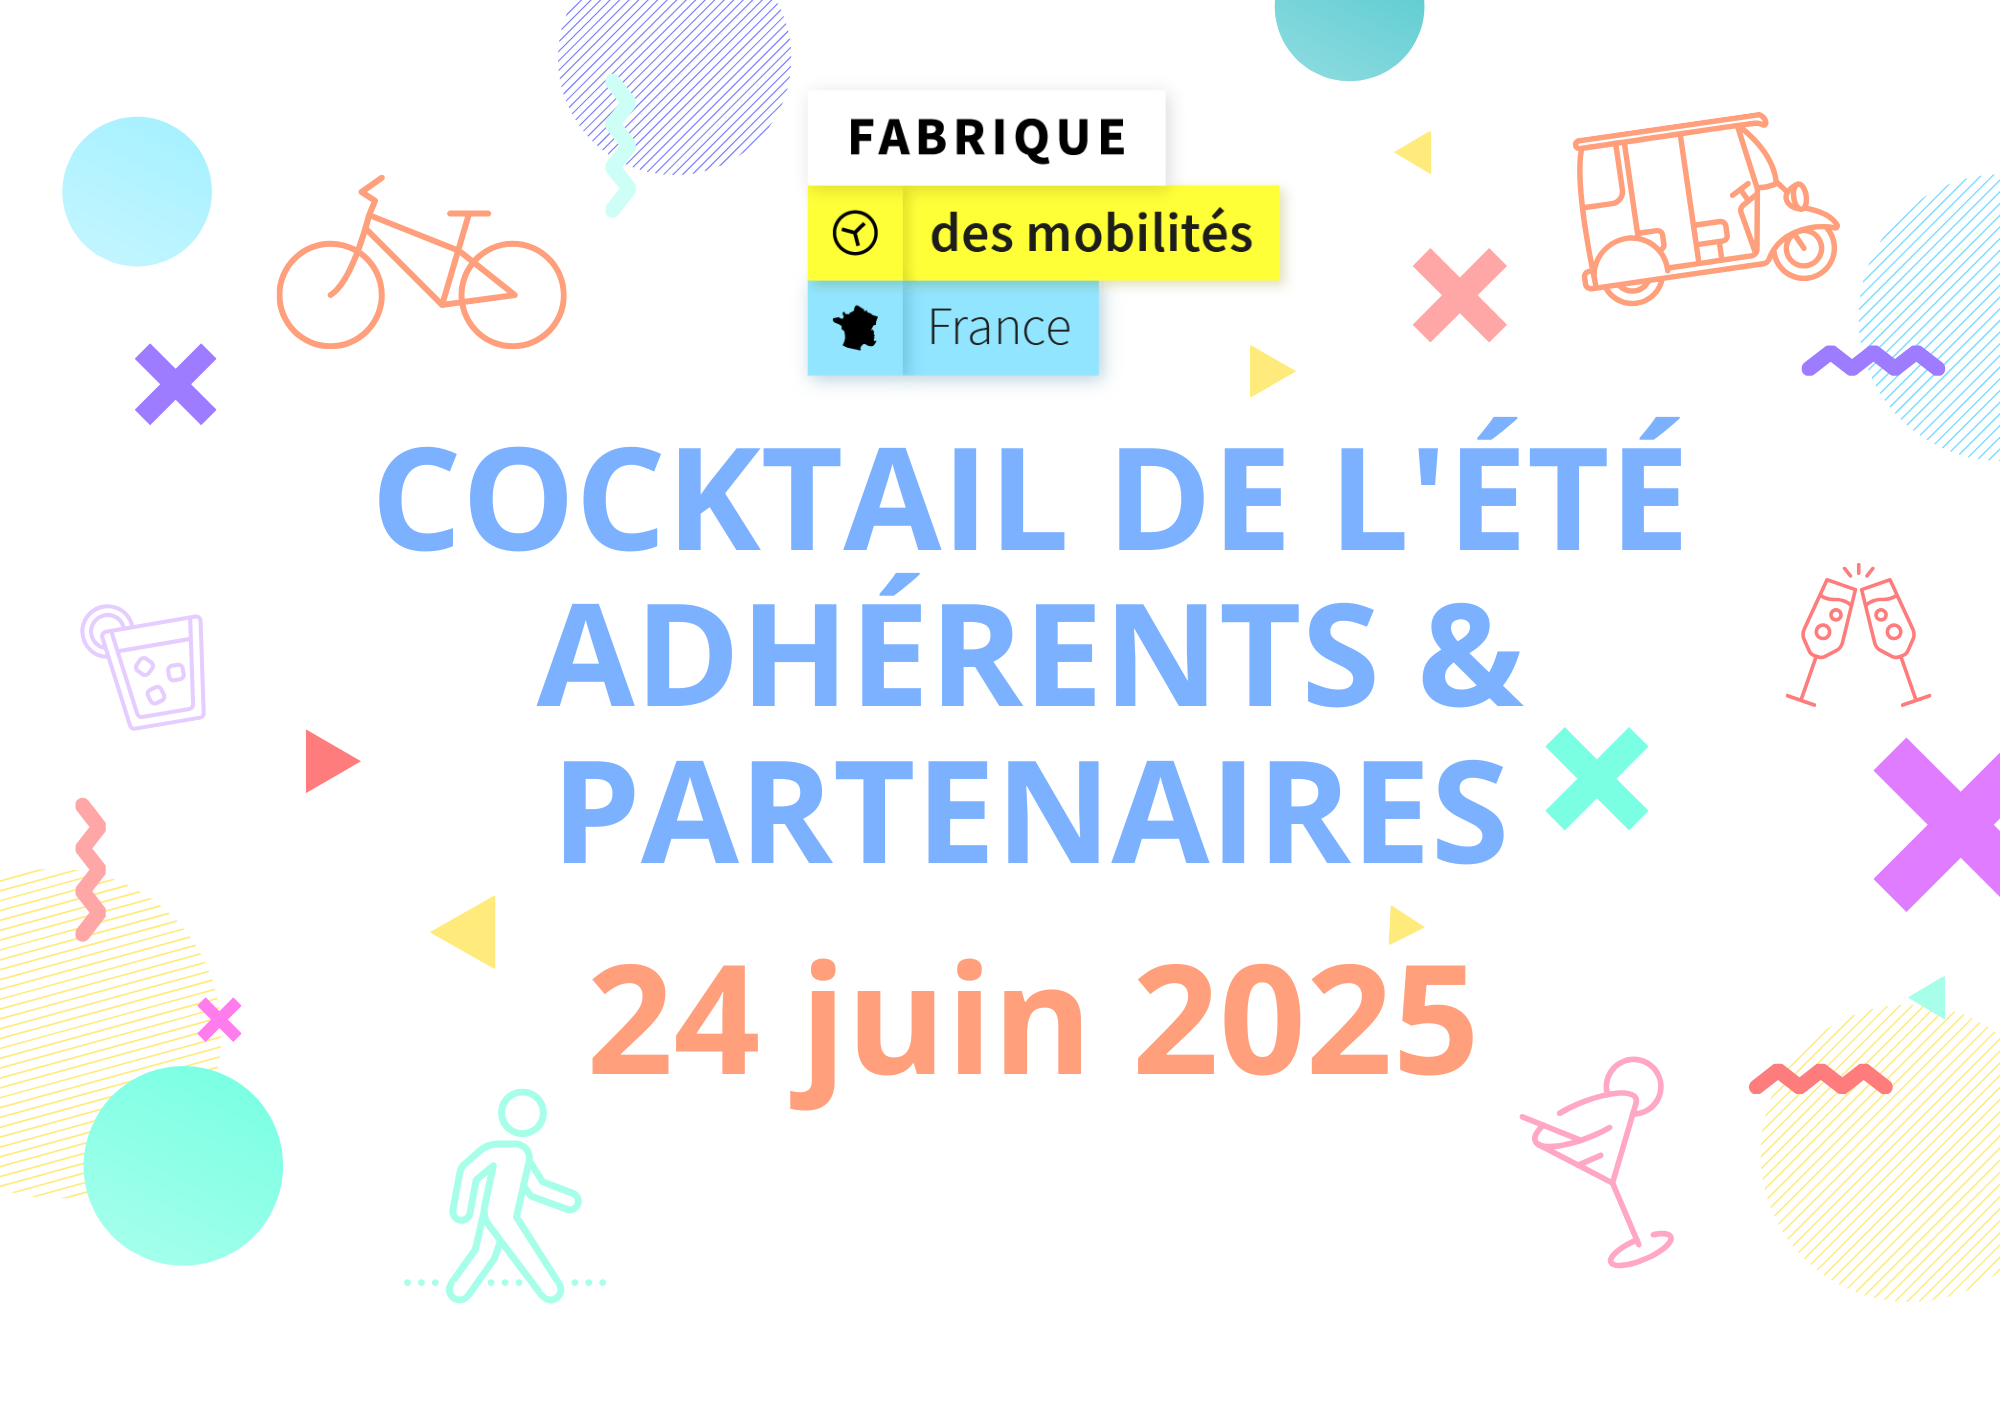 FABRIQUE
des mobilités
France
COCKTAIL DE L'ÉTÉ
ADHÉRENTS &
PARTENAIRES
24 juin 2025